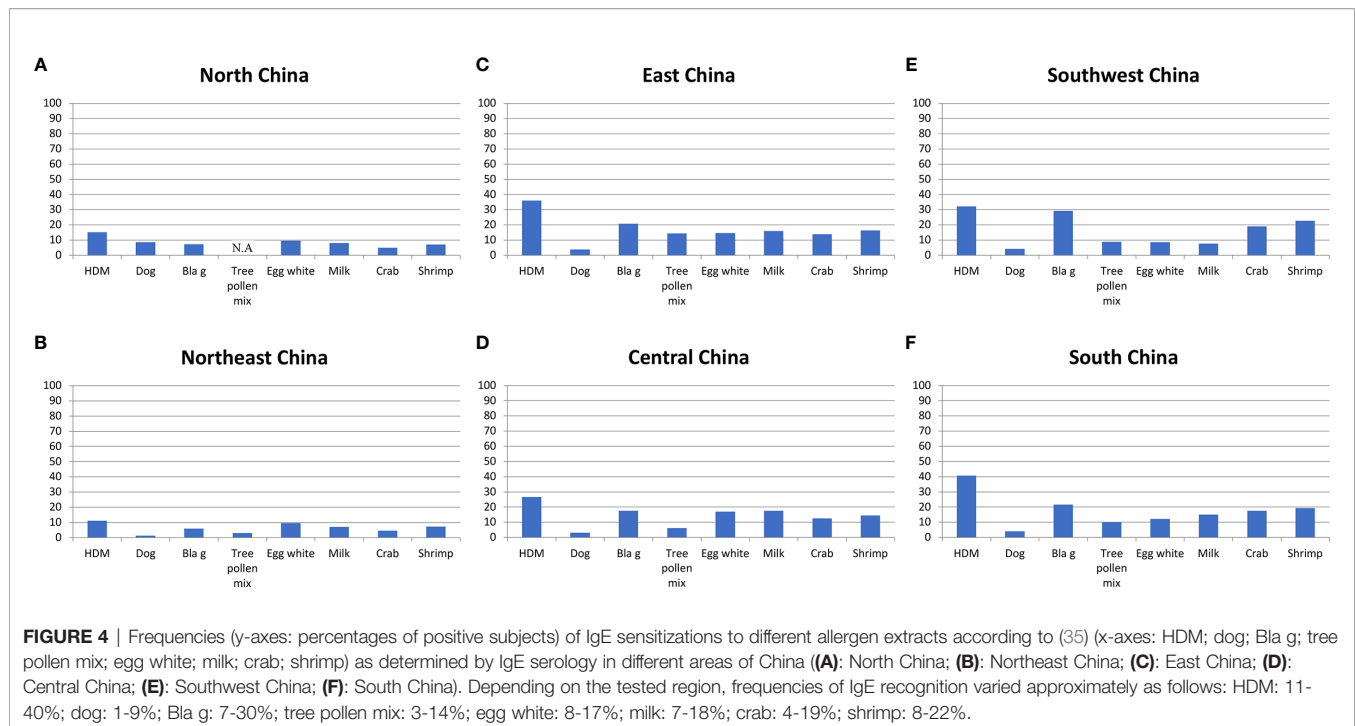 A
North China
100
90
80
70
60
50
40
30
20
10
0
N.A
HDM Dog Bla g Tree pollen mix Egg white Milk Crab Shrimp
C
East China
100
90
80
70
60
50
40
30
20
10
0
HDM Dog Bla g Tree pollen mix Egg white Milk Crab Shrimp
E
Southwest China
100
90
80
70
60
50
40
30
20
10
0
HDM Dog Bla g Tree pollen mix Egg white Milk Crab Shrimp
B
Northeast China
100
90
80
70
60
50
40
30
20
10
0
HDM Dog Bla g Tree pollen mix Egg white Milk Crab Shrimp
D
Central China
100
90
80
70
60
50
40
30
20
10
0
HDM Dog Bla g Tree pollen mix Egg white Milk Crab Shrimp
F
South China
100
90
80
70
60
50
40
30
20
10
0
HDM Dog Bla g Tree pollen mix Egg white Milk Crab Shrimp
FIGURE 4 | Frequencies (y-axes: percentages of positive subjects) of IgE sensitizations to different allergen extracts according to (35) (x-axes: HDM; dog; Bla g; tree
pollen mix; egg white; milk; crab; shrimp) as determined by IgE serology in different areas of China ((A): North China; (B): Northeast China; (C): East China; (D):
Central China; (E): Southwest China; (F): South China). Depending on the tested region, frequencies of IgE recognition varied approximately as follows: HDM: 11-
40%; dog: 1-9%; Bla g: 7-30%; tree pollen mix: 3-14%; egg white: 8-17%; milk: 7-18%; crab: 4-19%; shrimp: 8-22%.